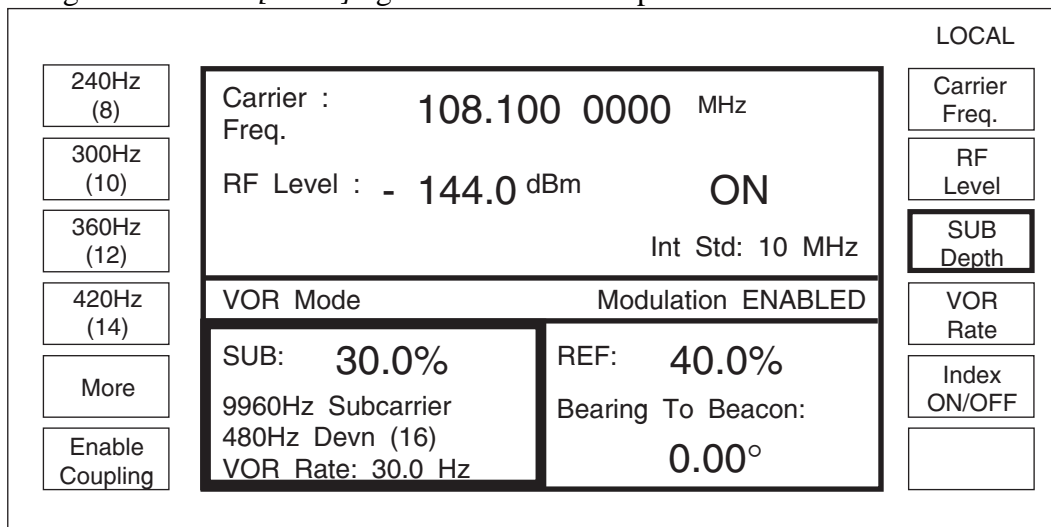 LOCAL
240Hz
(8)
300Hz
(10)
360Hz
(12)
420Hz
(14)
More
Enable
Coupling
Carrier :
Freq.
108.100 0000 MHz
RF Level : - 144.0 dBm ON
Int Std: 10 MHz
VOR Mode Modulation ENABLED
SUB: 30.0%
9960Hz Subcarrier
480Hz Devn (16)
VOR Rate: 30.0 Hz
REF: 40.0%
Bearing To Beacon:
0.00°
Carrier
Freq.
RF
Level
SUB
Depth
VOR
Rate
Index
ON/OFF